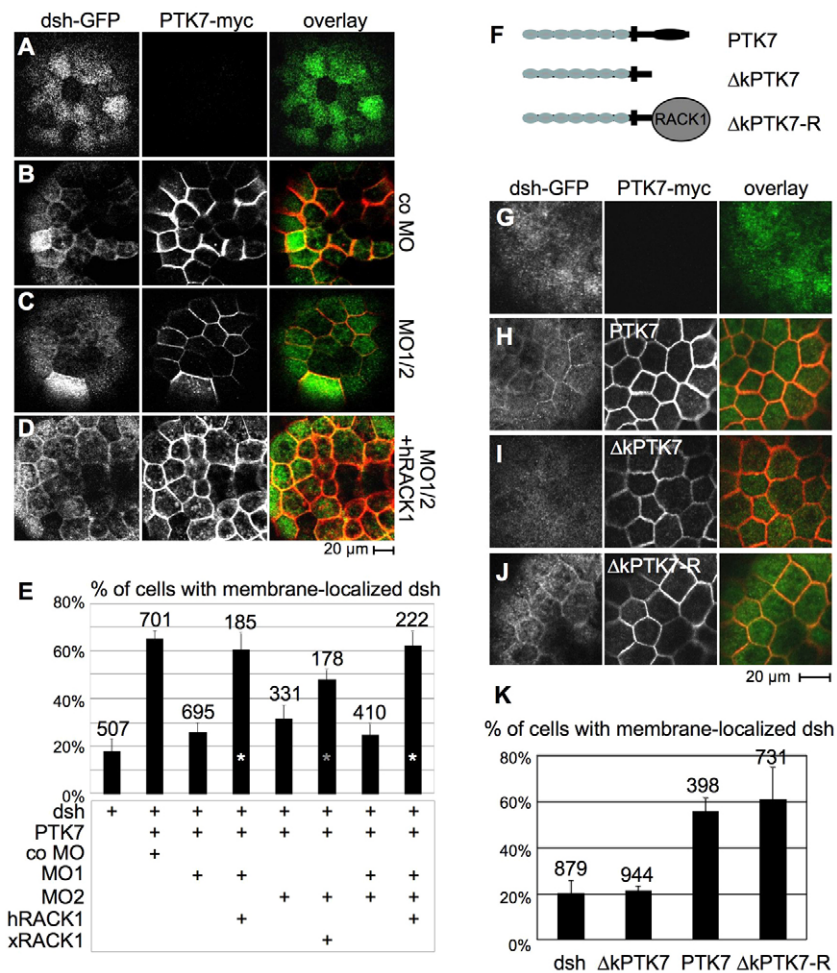 dsh-GFP PTK7-myc overlay
A
B
co MO
C
MO1/2
D
MO1/2
+hRACK1
20 µm
E
% of cells with membrane-localized dsh
80%
60%
40%
20%
0%
507 701 695 185 331 178 410 222
* * *
dsh + + + + + + + +
PTK7 + + + + + + +
co MO +
MO1 + + + +
MO2 + + + +
hRACK1 + +
xRACK1 +
F
PTK7
ΔkPTK7
RACK1
ΔkPTK7-R
dsh-GFP PTK7-myc overlay
G
H
PTK7
I
ΔkPTK7
J
ΔkPTK7-R
20 µm
K
% of cells with membrane-localized dsh
80%
60%
40%
20%
0%
879 944 398 731
dsh ΔkPTK7 PTK7 ΔkPTK7-R